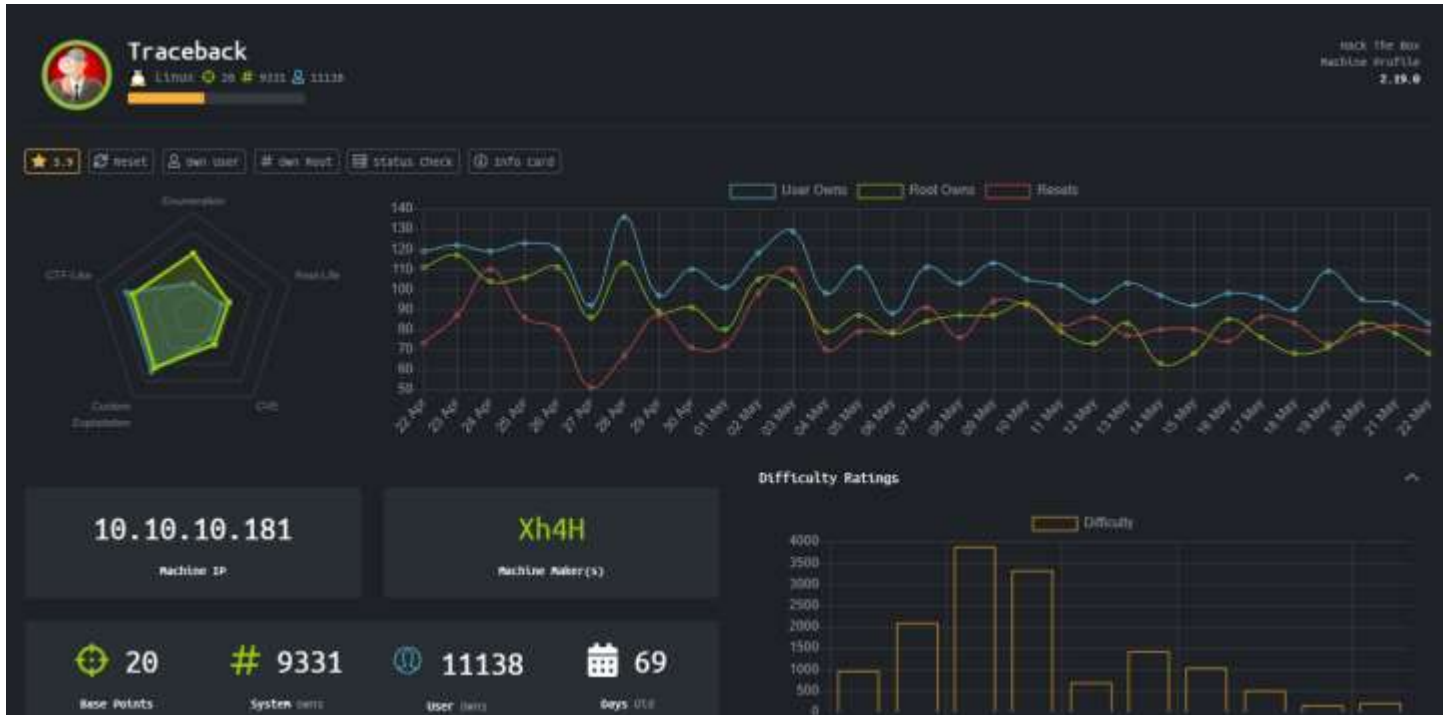 Traceback
Linux 20 # 9331 11138
Hack The Box
Machine Profile
2.19.0
3.9
Reset
Own User
# Own Root
Status Check
Info Card
Enumeration
Real-Life
CVE
Custom
Exploitation
CTF-Like
User Owns
Root Owns
Resets
140
130
120
110
100
90
80
70
60
50
22 Apr
23 Apr
24 Apr
25 Apr
26 Apr
27 Apr
28 Apr
29 Apr
30 Apr
01 May
02 May
03 May
04 May
05 May
06 May
07 May
08 May
09 May
10 May
11 May
12 May
13 May
14 May
15 May
16 May
17 May
18 May
19 May
20 May
21 May
22 May
10.10.10.181
Machine IP
Xh4H
Machine Maker(s)
20
Base Points
# 9331
System Owns
11138
User Owns
69
Days Old
Difficulty Ratings
Difficulty
4000
3500
3000
2500
2000
1500
1000
500
0